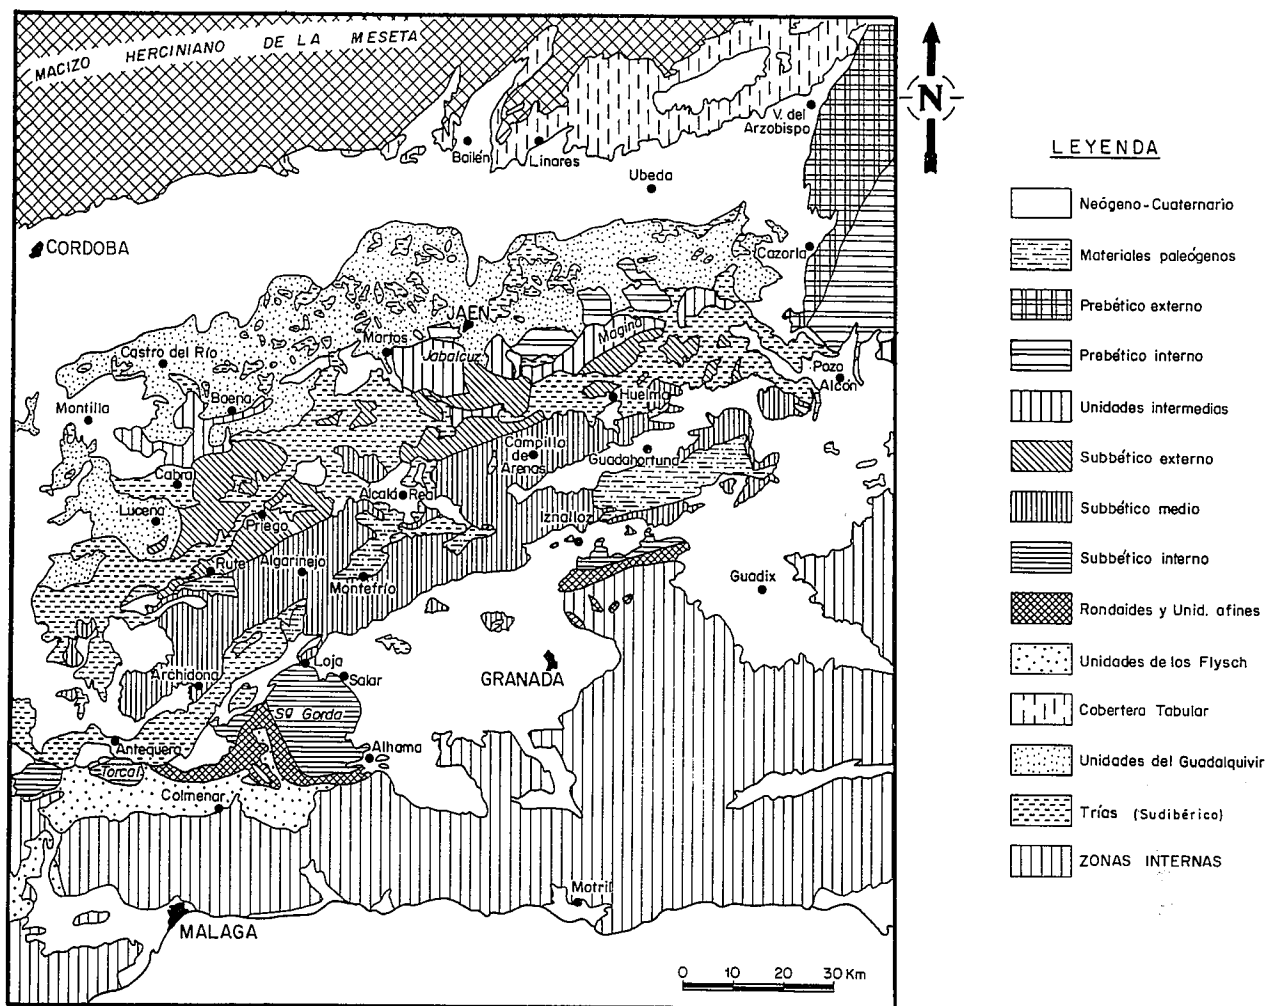 MACIZO HERCINIANO DE LA MESETA
N
V. del
Arzobispo
Bailén
Linares
Ubeda
CORDOBA
Cazorla
JAEN
Martos
Jabalcuz
Magina
Castro del Río
Pozo
Alcón
Baena
Huelma
Montilla
Campillo
de
Arenas
Guadahortuna
Cabra
Alcalá Real
Lucena
Priego
Iznalloz
Rute
Algarinejo
Montefrío
Guadix
Loja
Salar
Archidona
GRANADA
Sª Gorda
Antequera
Alhama
Torcal
Colmenar
Motril
MALAGA
0 10 20 30 Km
LEYENDA
Neógeno-Cuaternario
Materiales paleógenos
Prebético externo
Prebético interno
Unidades intermedias
Subbético externo
Subbético medio
Subbético interno
Rondaides y Unid. afines
Unidades de los Flysch
Cobertera Tabular
Unidades del Guadalquivir
Trías (Sudibérico)
ZONAS INTERNAS